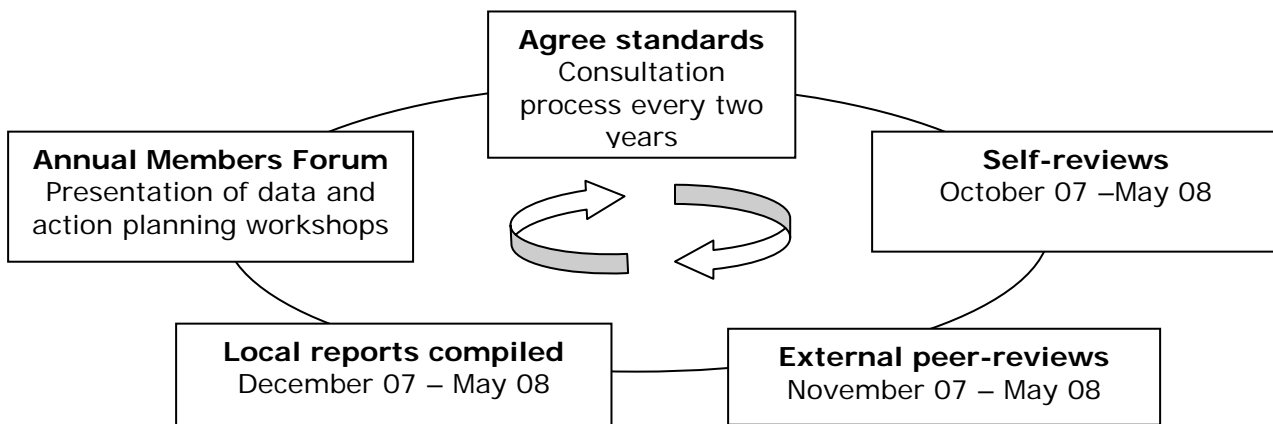 Agree standards
Consultation
process every two
years
Self-reviews
October 07 –May 08
External peer-reviews
November 07 – May 08
Local reports compiled
December 07 – May 08
Annual Members Forum
Presentation of data and
action planning workshops